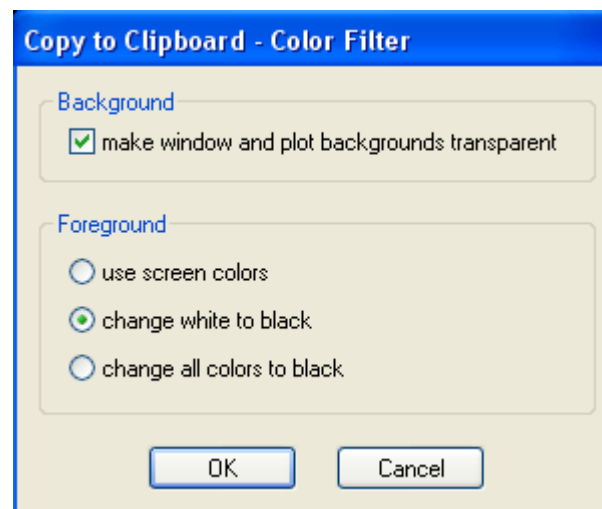 Copy to Clipboard - Color Filter
Background
make window and plot backgrounds transparent
Foreground
use screen colors
change white to black
change all colors to black
OK Cancel